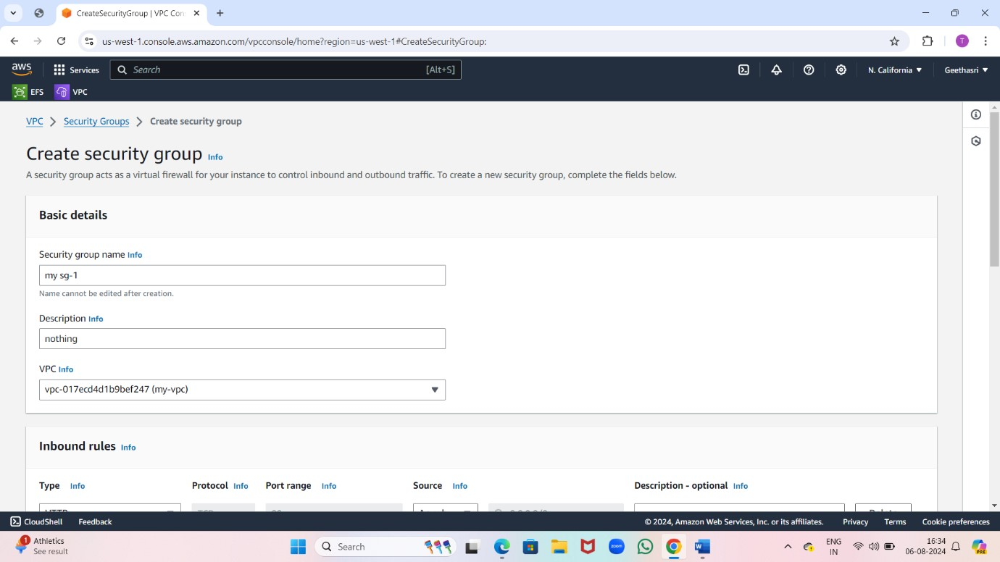 CreateSecurityGroup | VPC Con
us-west-1.console.aws.amazon.com/vpcconsole/home?region=us-west-1#CreateSecurityGroup:
T
aws
Services
Search
[Alt+S]
N. California
Geethasri
EFS
VPC
VPC
Security Groups
Create security group
Create security group Info
A security group acts as a virtual firewall for your instance to control inbound and outbound traffic. To create a new security group, complete the fields below.
Basic details
Security group name Info
my sg-1
Name cannot be edited after creation.
Description Info
nothing
VPC Info
vpc-017ecd4d1b9bef247 (my-vpc)
Inbound rules Info
Type Info Protocol Info Port range Info Source Info Description - optional Info
CloudShell Feedback © 2024, Amazon Web Services, Inc. or its affiliates. Privacy Terms Cookie preferences
1
Athletics
See result
Search
zoom
W
ENG
IN
16:34
06-08-2024
PRE